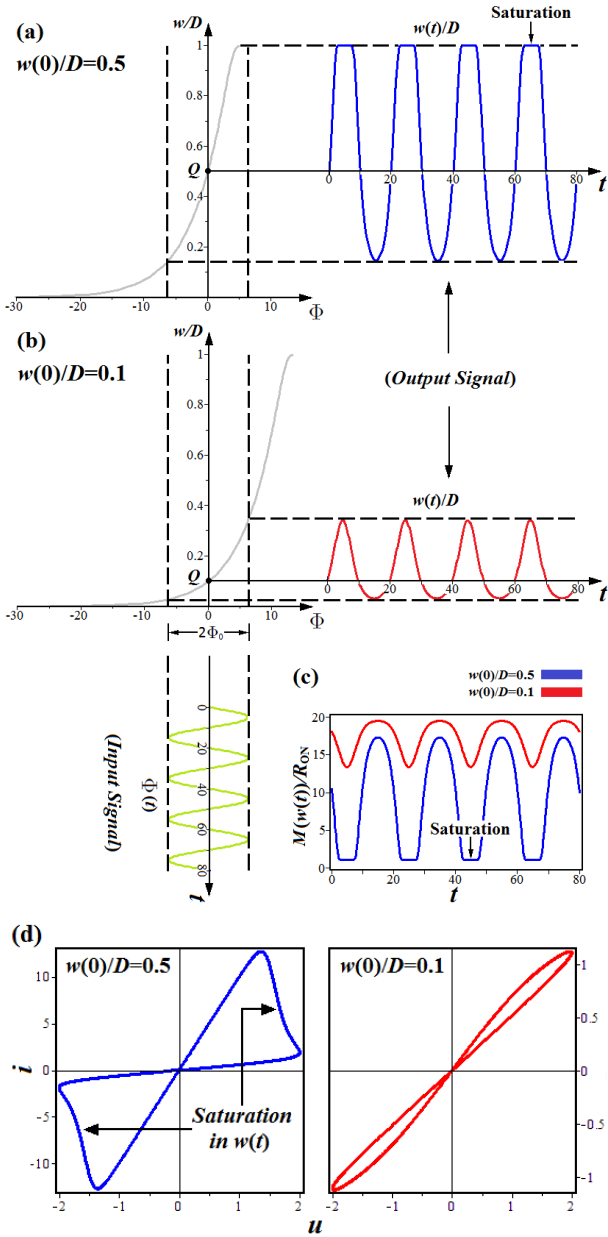 (a)
w(0)/D=0.5
w/D
w(t)/D
Saturation
1
0.8
0.6
Q
0.4
0.2
0 20 40 60 80
t
-30 -20 -10 0 10
Φ
(b)
w(0)/D=0.1
w/D
(Output Signal)
1
0.8
0.6
0.4
0.2
Q
w(t)/D
0 20 40 60 80
t
-30 -20 -10 0 10
Φ
2Φ₀
(Input Signal)
Φ(t)
0 20 40 60 80
t
(c)
w(0)/D=0.5
w(0)/D=0.1
M(w(t))/R_ON
20
15
10
5
0
Saturation
0 20 40 60 80
t
(d)
w(0)/D=0.5
i
10
5
0
-5
-10
Saturation
in w(t)
-2 -1 0 1 2
w(0)/D=0.1
-1
-0.5
0
-0.5
-1
-2 -1 0 1 2
u